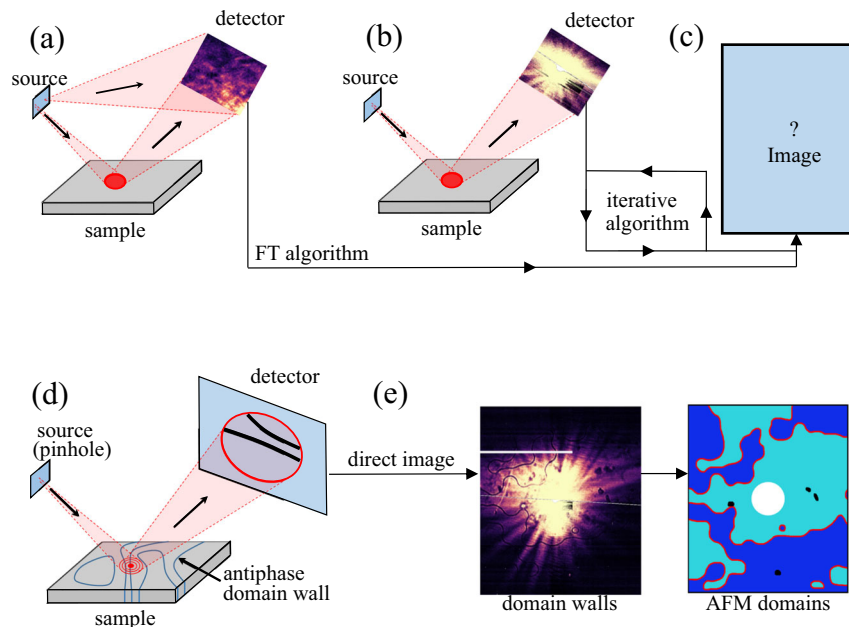 (a)
source
detector
sample
FT algorithm
(b)
source
detector
sample
iterative
algorithm
(c)
?
Image
(d)
source
(pinhole)
detector
antiphase
domain wall
sample
(e)
direct image
domain walls
AFM domains